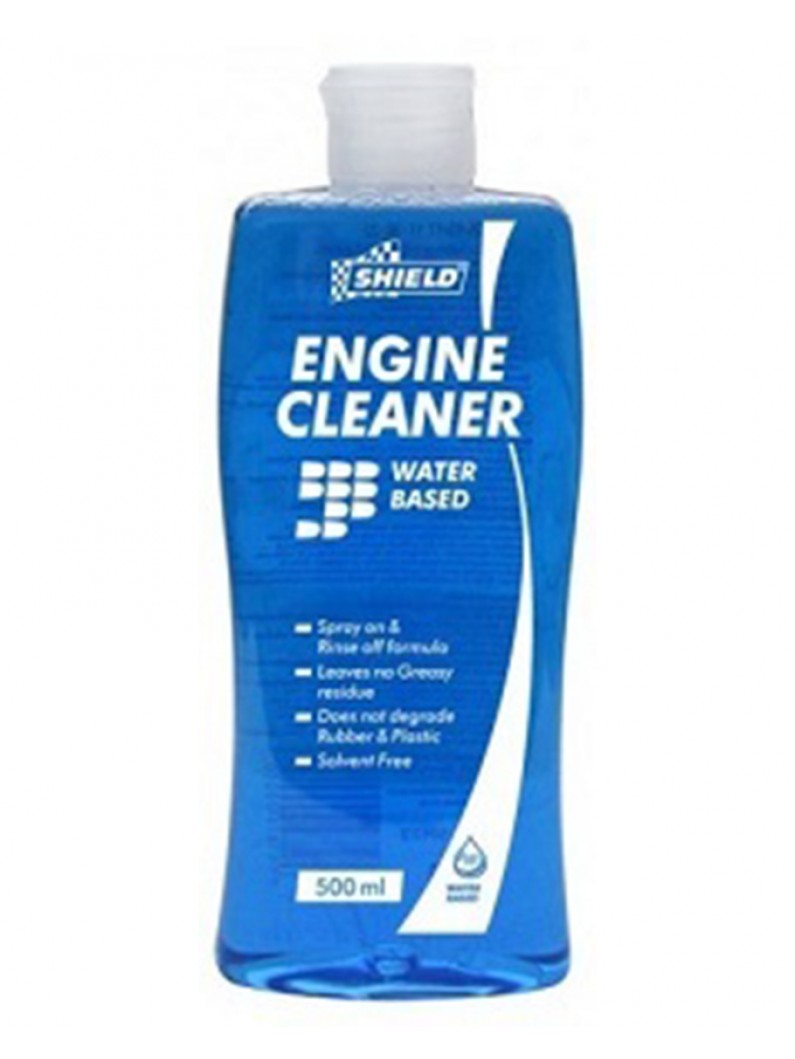 SHIELD
ENGINE
CLEANER
WATER
BASED
Spray on &
Rinse off formula
Leaves no Greasy
residue
Does not degrade
Rubber & Plastic
Solvent Free
500 ml
WATER
BASED